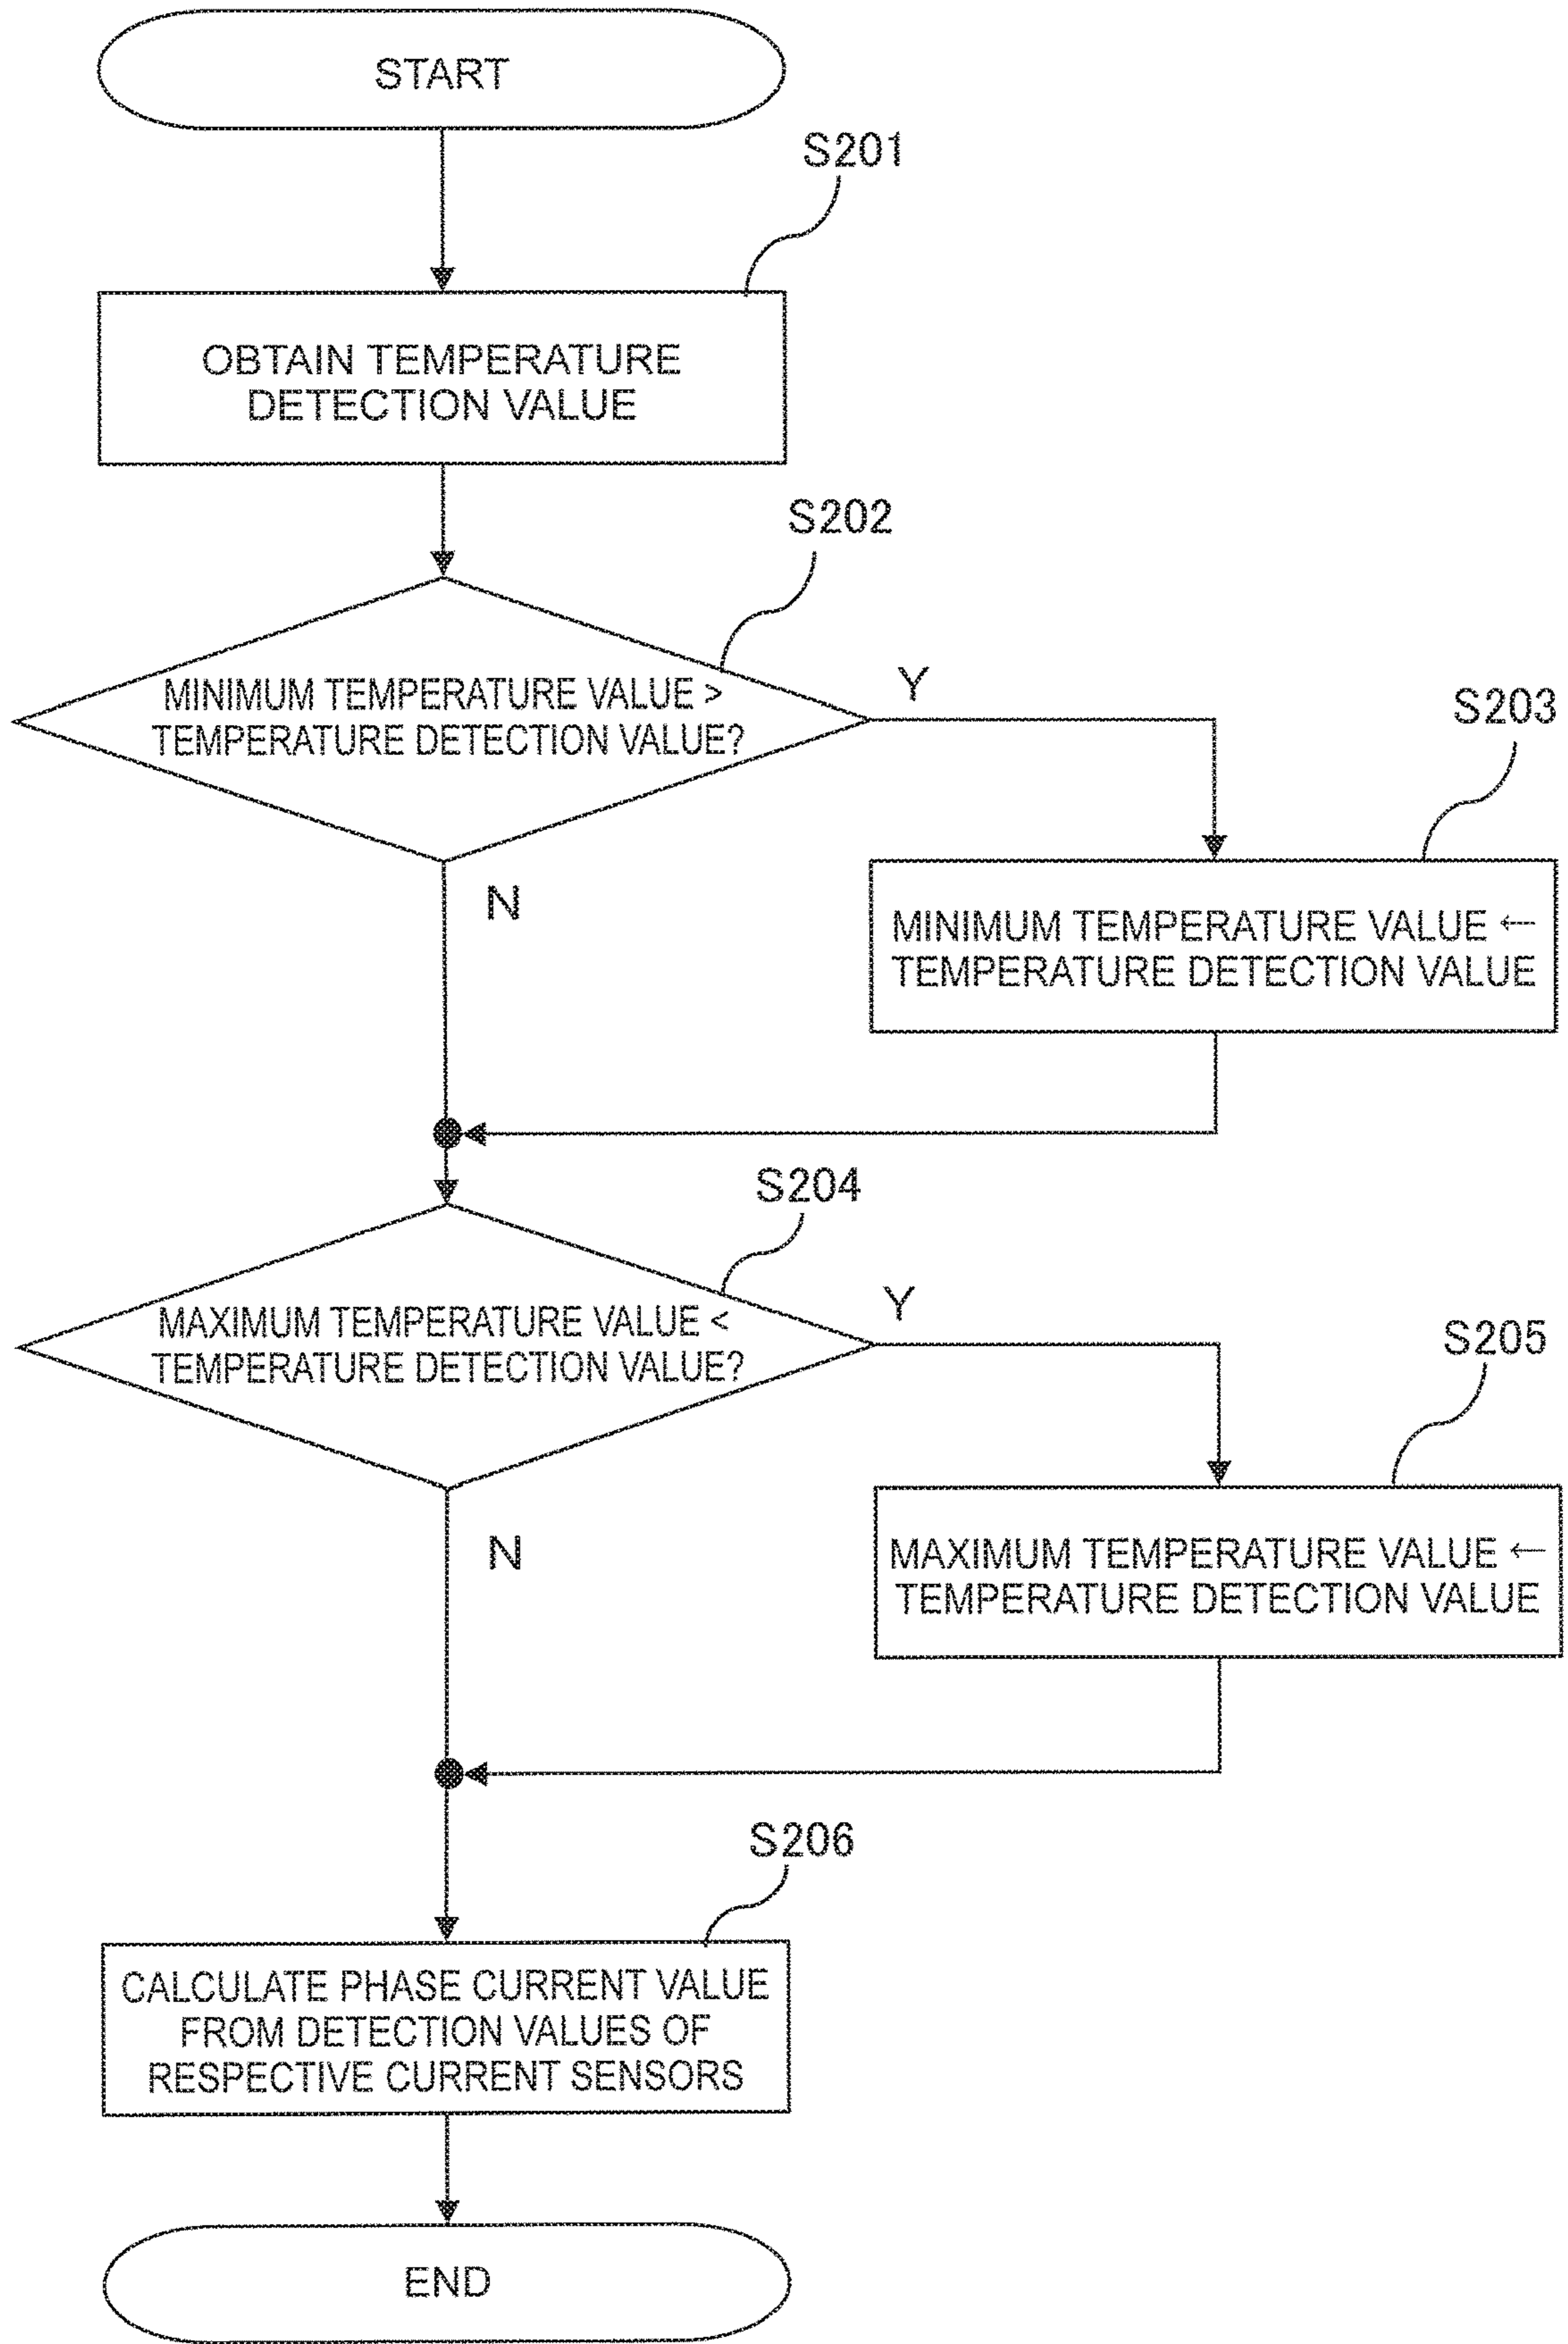 START
S201
OBTAIN TEMPERATURE
DETECTION VALUE
S202
MINIMUM TEMPERATURE VALUE >
TEMPERATURE DETECTION VALUE?
Y
S203
N
MINIMUM TEMPERATURE VALUE ←
TEMPERATURE DETECTION VALUE
S204
MAXIMUM TEMPERATURE VALUE <
TEMPERATURE DETECTION VALUE?
Y
S205
N
MAXIMUM TEMPERATURE VALUE ←
TEMPERATURE DETECTION VALUE
S206
CALCULATE PHASE CURRENT VALUE
FROM DETECTION VALUES OF
RESPECTIVE CURRENT SENSORS
END